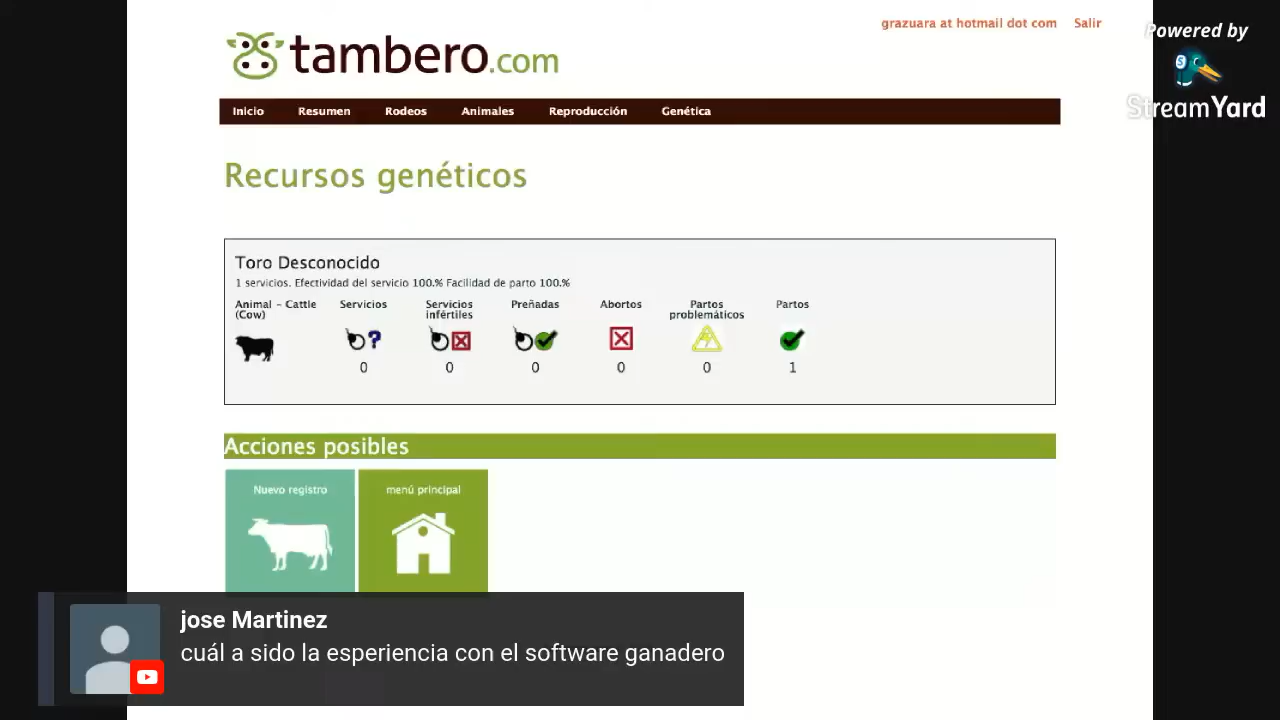 grazuara at hotmail dot com Salir
Powered by
StreamYard
tambero.com
Inicio Resumen Rodeos Animales Reproducción Genética
Recursos genéticos
Toro Desconocido
1 servicios. Efectividad del servicio 100.% Facilidad de parto 100.%
Animal - Cattle (Cow) Servicios Servicios infértiles Preñadas Abortos Partos problemáticos Partos
0 0 0 0 0 1
Acciones posibles
Nuevo registro menú principal
jose Martinez
cuál a sido la esperiencia con el software ganadero